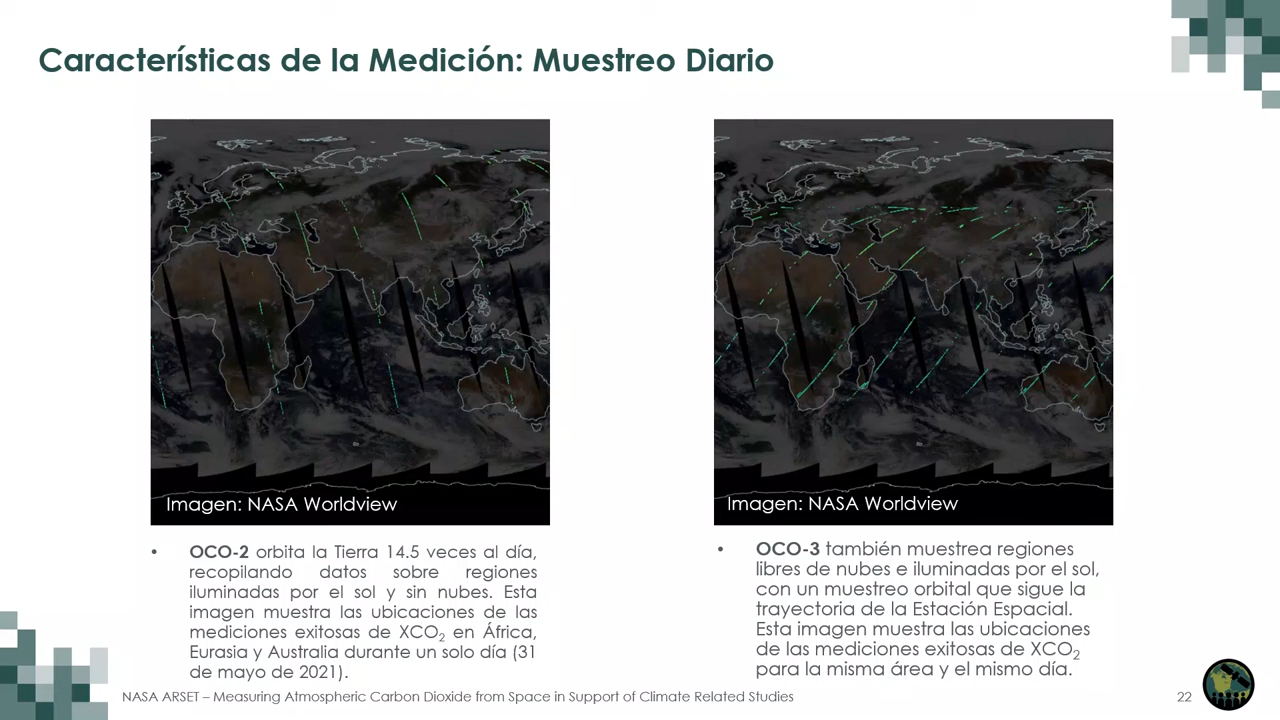 Características de la Medición: Muestreo Diario
Imagen: NASA Worldview
• OCO-2 orbita la Tierra 14.5 veces al día,
recopilando datos sobre regiones
iluminadas por el sol y sin nubes. Esta
imagen muestra las ubicaciones de las
mediciones exitosas de XCO₂ en África,
Eurasia y Australia durante un solo día (31
de mayo de 2021).
Imagen: NASA Worldview
• OCO-3 también muestrea regiones
libres de nubes e iluminadas por el sol,
con un muestreo orbital que sigue la
trayectoria de la Estación Espacial.
Esta imagen muestra las ubicaciones
de las mediciones exitosas de XCO₂
para la misma área y el mismo día.
NASA ARSET – Measuring Atmospheric Carbon Dioxide from Space in Support of Climate Related Studies
22